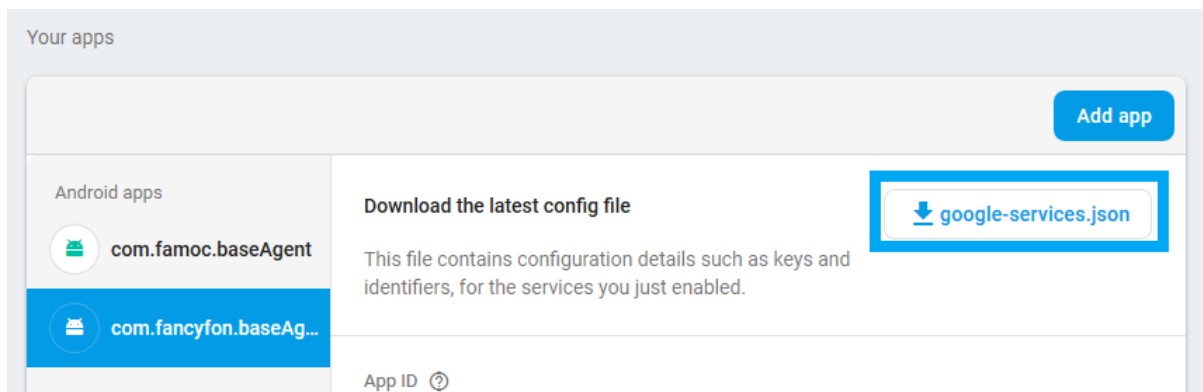 Your apps
Add app
Android apps
com.famoc.baseAgent
com.fancyfon.baseAg...
Download the latest config file
google-services.json
This file contains configuration details such as keys and
identifiers, for the services you just enabled.
App ID